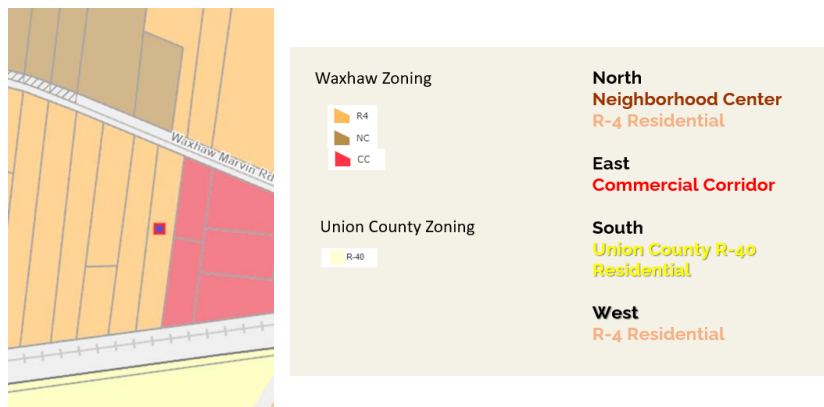 Waxhaw Marvin Rd
Waxhaw Zoning
R4
NC
CC
Union County Zoning
R-40
North
Neighborhood Center
R-4 Residential
East
Commercial Corridor
South
Union County R-40
Residential
West
R-4 Residential